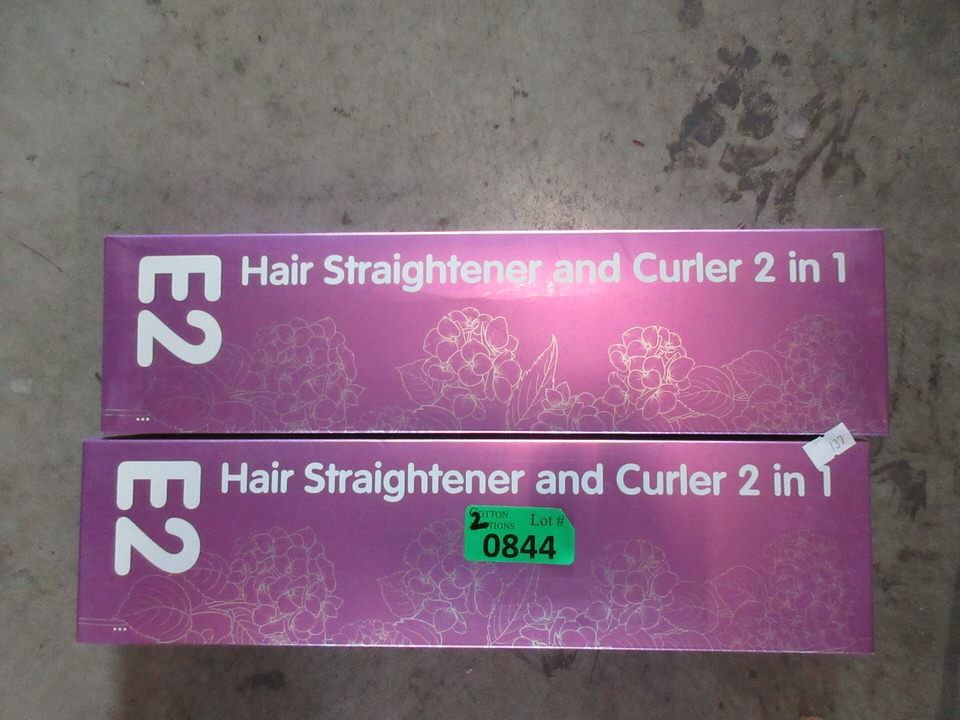 E2
Hair Straightener and Curler 2 in 1
137
E2
Hair Straightener and Curler 2 in 1
2
Lot #
0844